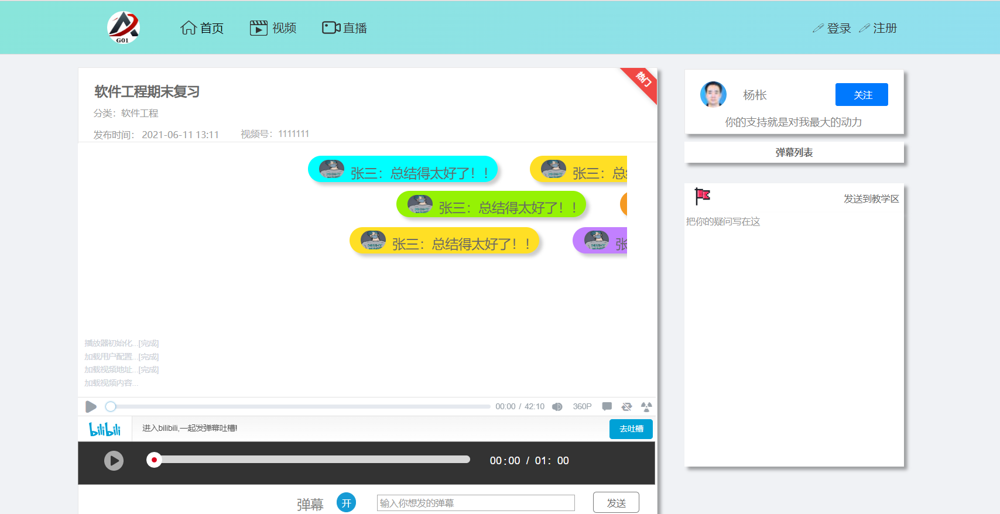 G01
首页
视频
直播
登录
注册
软件工程期末复习
热门
分类：软件工程
发布时间： 2021-06-11 13:11
视频号：1111111
张三：总结得太好了！！
张三：总
张三：总结得太好了！！
张三：总结得太好了！！
张
播放器初始化...[完成]
加载用户配置...[完成]
加载视频地址...[完成]
加载视频内容...
00:00 / 42:10
360P
bilibili
进入bilibili,一起发弹幕吐槽!
去吐槽
00:00 / 01: 00
弹幕
开
输入你想发的弹幕
发送
杨枨
关注
你的支持就是对我最大的动力
弹幕列表
发送到教学区
把你的疑问写在这